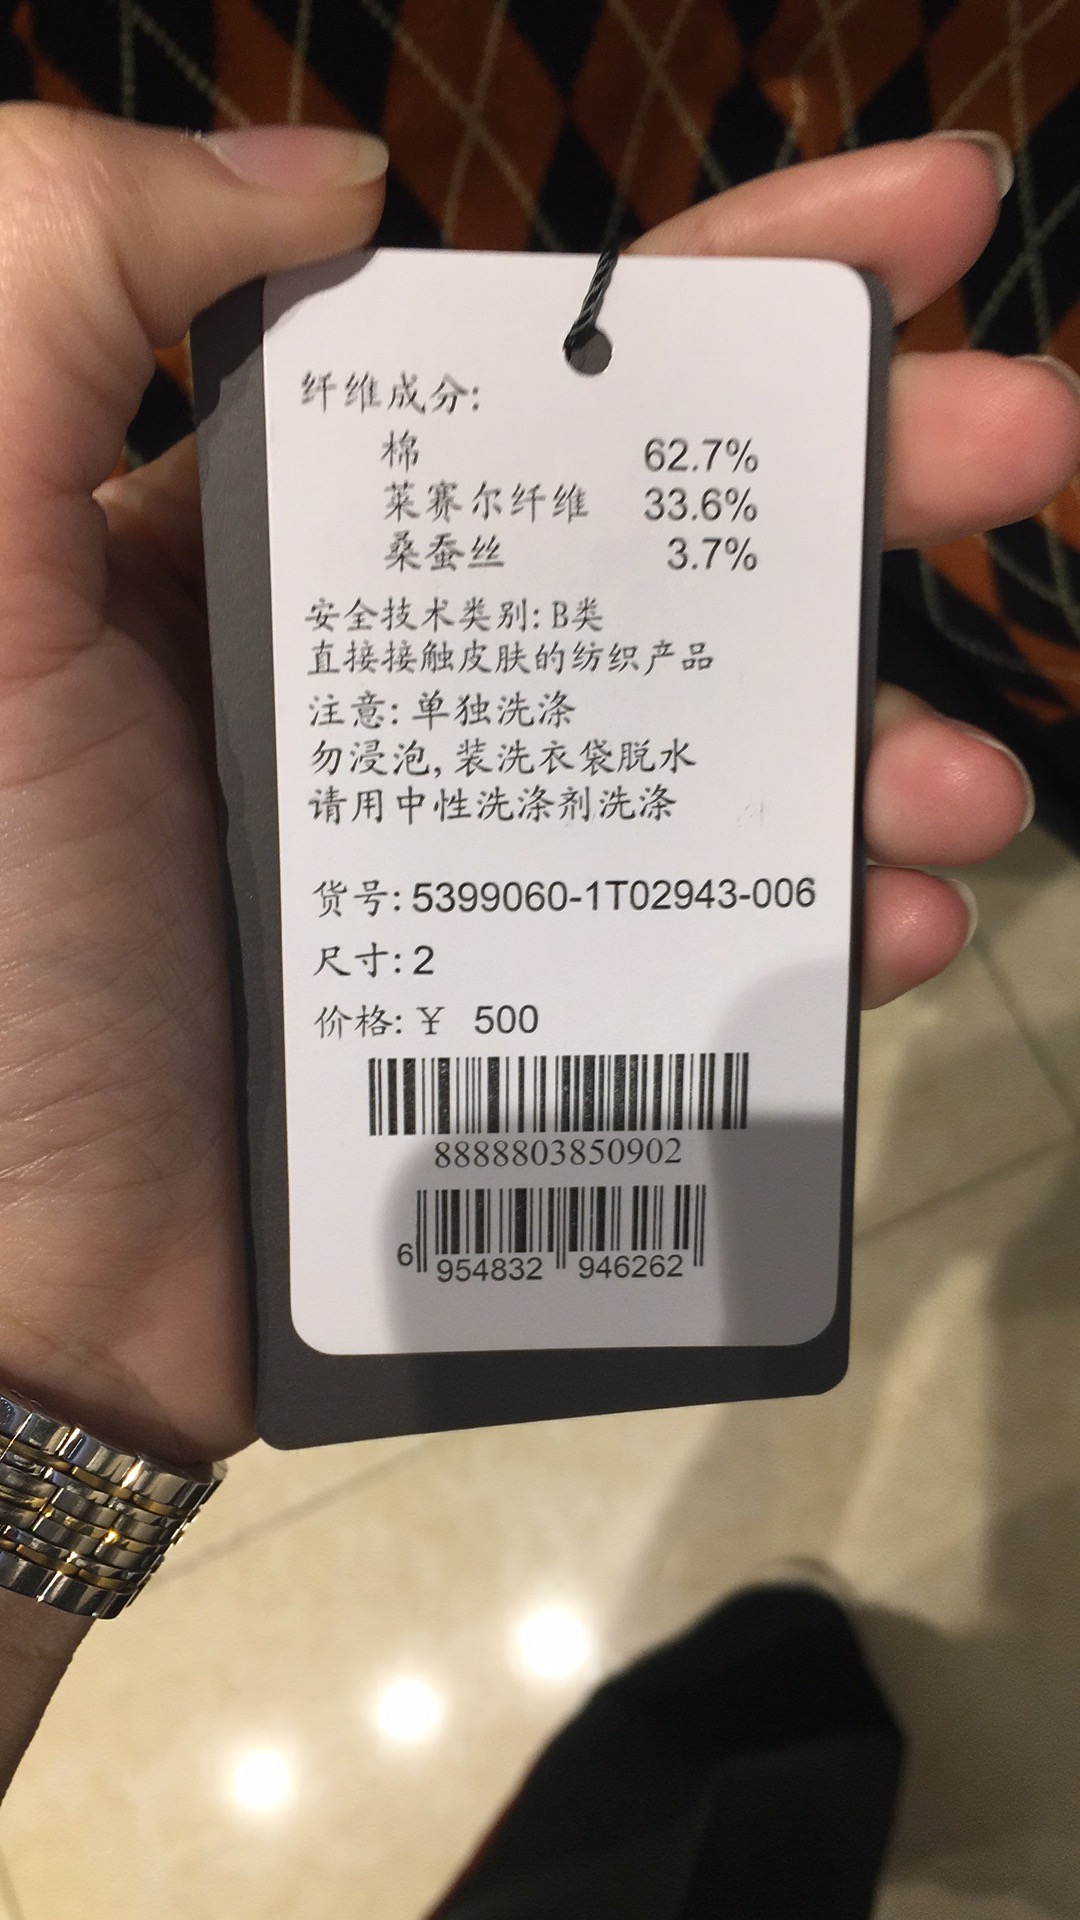 纤维成分:
棉 62.7%
莱赛尔纤维 33.6%
桑蚕丝 3.7%
安全技术类别: B类
直接接触皮肤的纺织产品
注意: 单独洗涤
勿浸泡, 装洗衣袋脱水
请用中性洗涤剂洗涤
货号: 5399060-1T02943-006
尺寸: 2
价格: ¥ 500
8888803850902
6 954832 946262